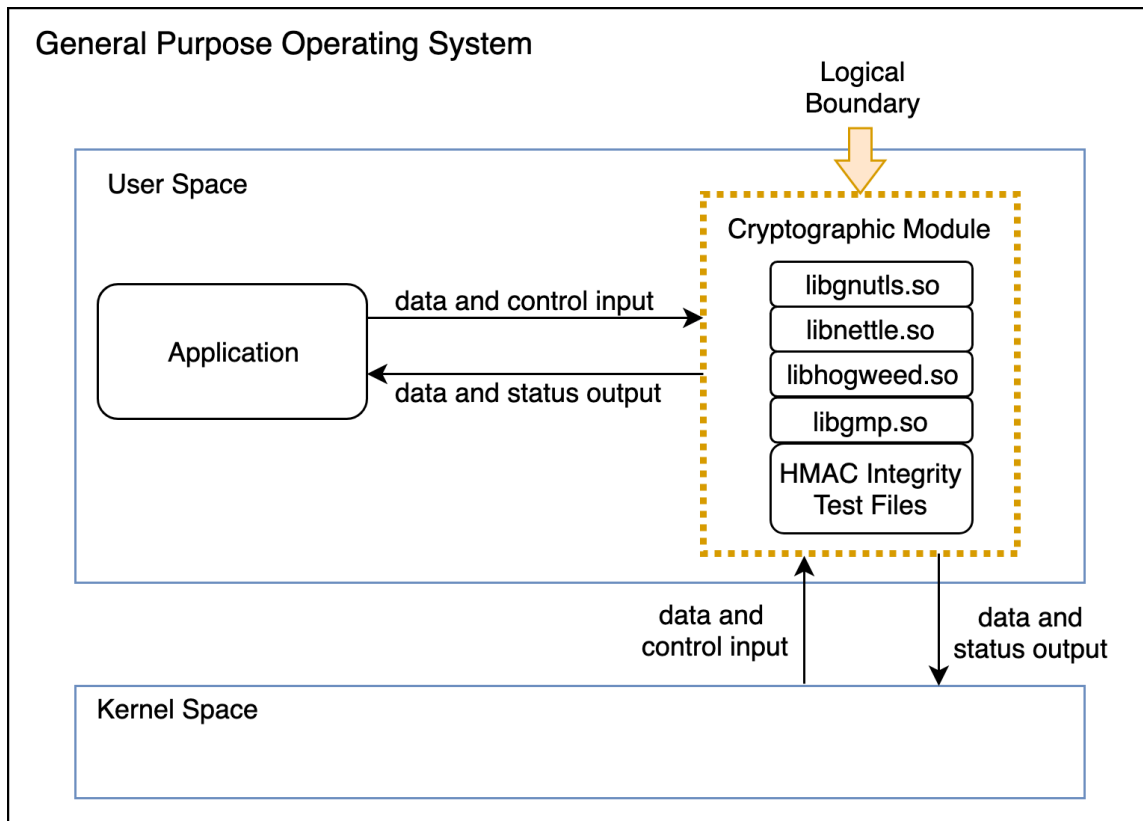 General Purpose Operating System
Logical
Boundary
User Space
Cryptographic Module
libgnutls.so
libnettle.so
libhogweed.so
libgmp.so
HMAC Integrity
Test Files
Application
data and control input
data and status output
data and
control input
data and
status output
Kernel Space